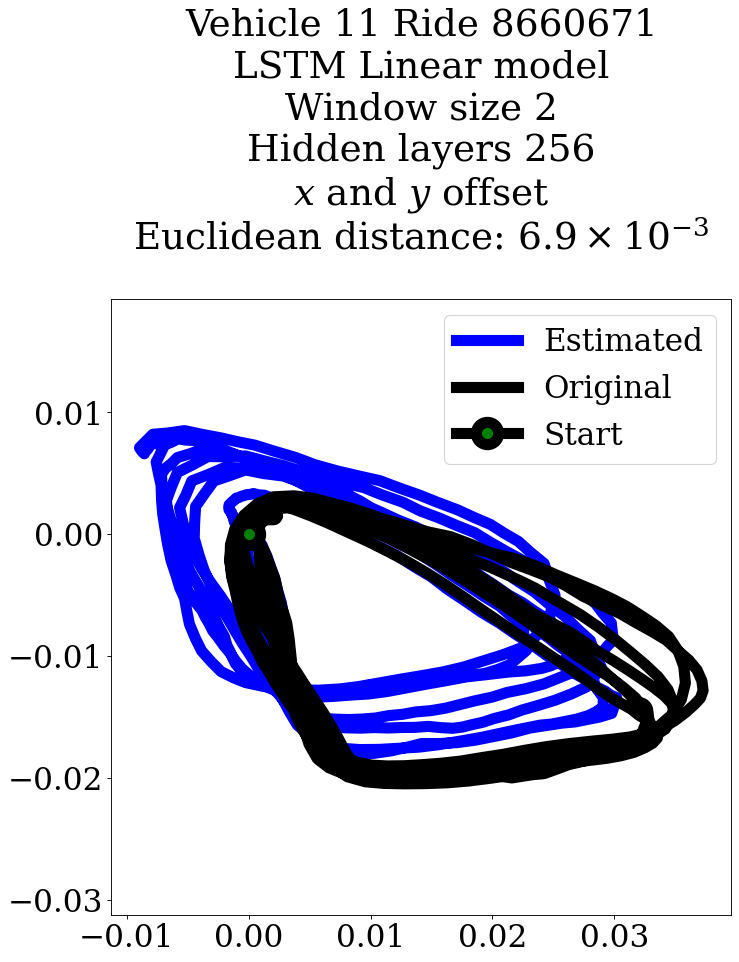 Vehicle 11 Ride 8660671
LSTM Linear model
Window size 2
Hidden layers 256
x and y offset
Euclidean distance: 6.9 × 10⁻³
Estimated
Original
Start
0.01
0.00
−0.01
−0.02
−0.03
−0.01 0.00 0.01 0.02 0.03